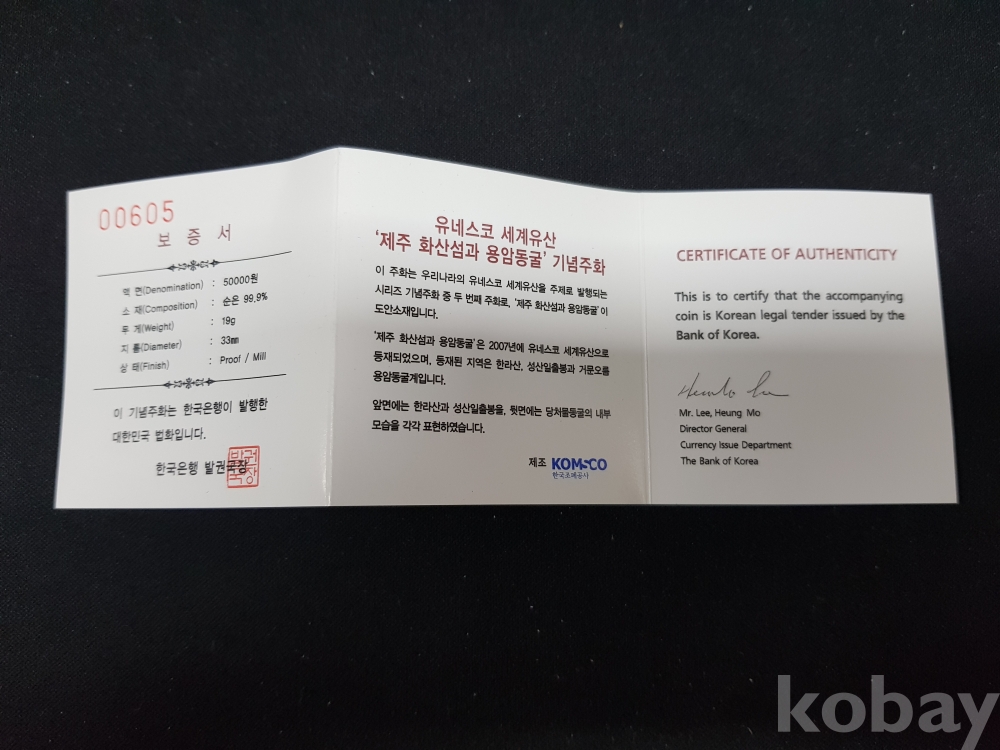 00605
보 증 서
액 면(Denomination) : 50000원
소 재(Composition) : 순은 99.9%
무 게(Weight) : 19g
지 름(Diameter) : 33mm
상 태(Finish) : Proof / Mill
이 기념주화는 한국은행이 발행한
대한민국 법화입니다.
한국은행 발권국장
발권
국장
유네스코 세계유산
‘제주 화산섬과 용암동굴’ 기념주화
이 주화는 우리나라의 유네스코 세계유산을 주제로 발행되는
시리즈 기념주화 중 두 번째 주화로, ‘제주 화산섬과 용암동굴’이
도안소재입니다.
‘제주 화산섬과 용암동굴’은 2007년에 유네스코 세계유산으로
등재되었으며, 등재된 지역은 한라산, 성산일출봉과 거문오름
용암동굴계입니다.
앞면에는 한라산과 성산일출봉을, 뒷면에는 당처물동굴의 내부
모습을 각각 표현하였습니다.
제조 KOMSCO
한국조폐공사
CERTIFICATE OF AUTHENTICITY
This is to certify that the accompanying
coin is Korean legal tender issued by the
Bank of Korea.
Mr. Lee, Heung Mo
Director General
Currency Issue Department
The Bank of Korea
kobay